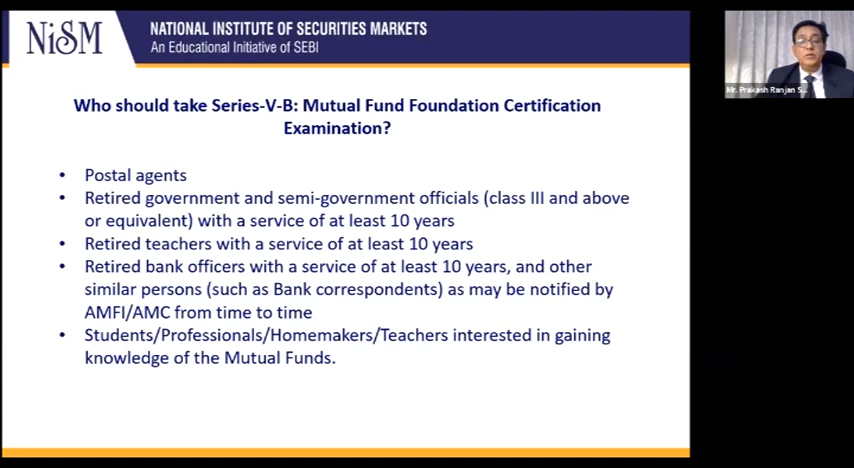 NiSM
NATIONAL INSTITUTE OF SECURITIES MARKETS
An Educational Initiative of SEBI
Mr. Prakash Ranjan S...
Who should take Series-V-B: Mutual Fund Foundation Certification
Examination?
• Postal agents
• Retired government and semi-government officials (class III and above
or equivalent) with a service of at least 10 years
• Retired teachers with a service of at least 10 years
• Retired bank officers with a service of at least 10 years, and other
similar persons (such as Bank correspondents) as may be notified by
AMFI/AMC from time to time
• Students/Professionals/Homemakers/Teachers interested in gaining
knowledge of the Mutual Funds.